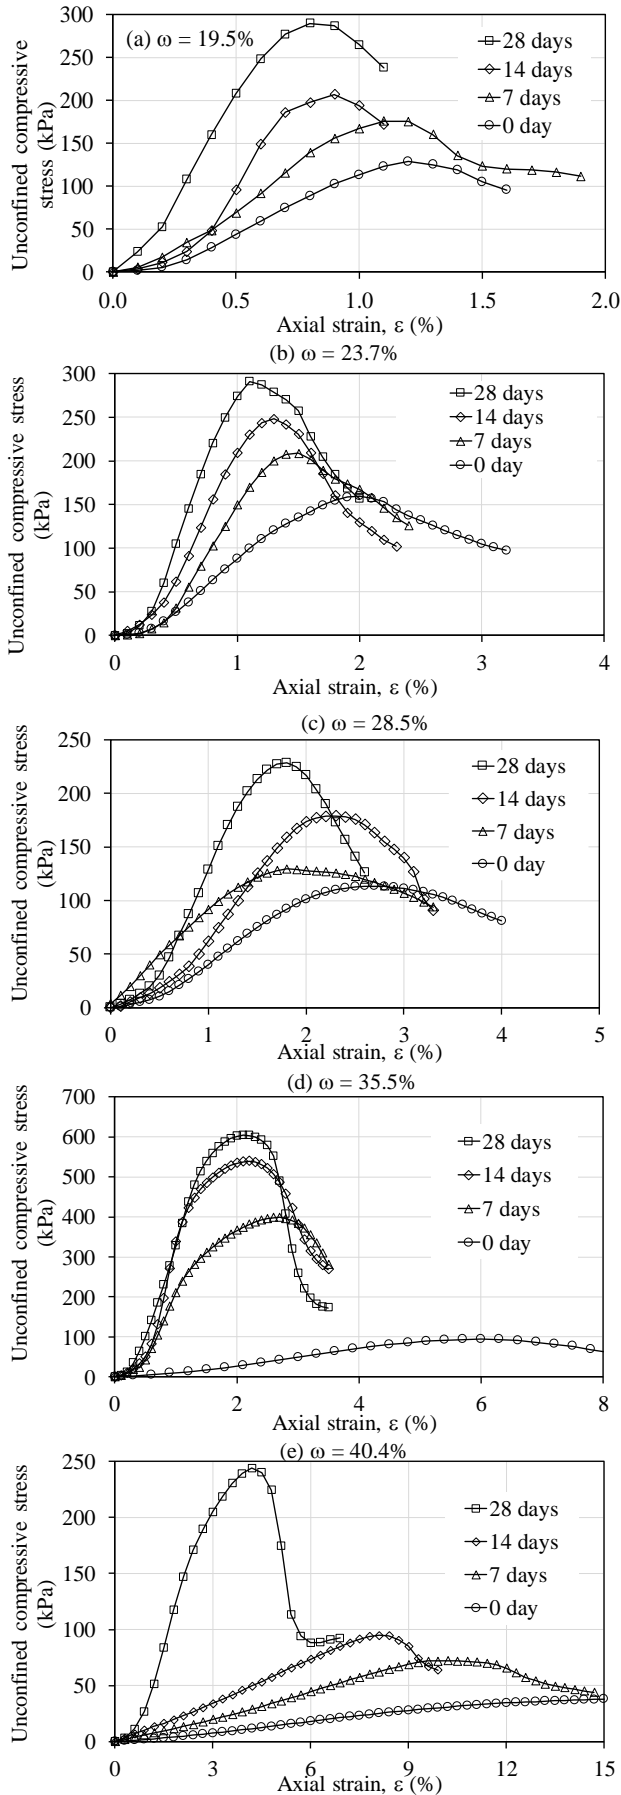 (a) ω = 19.5%
Unconfined compressive
stress (kPa)
300
250
200
150
100
50
0
28 days
14 days
7 days
0 day
0.0 0.5 1.0 1.5 2.0
Axial strain, ε (%)
(b) ω = 23.7%
Unconfined compressive stress
(kPa)
300
250
200
150
100
50
0
28 days
14 days
7 days
0 day
0 1 2 3 4
Axial strain, ε (%)
(c) ω = 28.5%
Unconfined compressive stress
(kPa)
250
200
150
100
50
0
28 days
14 days
7 days
0 day
0 1 2 3 4 5
Axial strain, ε (%)
(d) ω = 35.5%
Unconfined compressive stress
(kPa)
700
600
500
400
300
200
100
0
28 days
14 days
7 days
0 day
0 2 4 6 8
Axial strain, ε (%)
(e) ω = 40.4%
Unconfined compressive stress
(kPa)
250
200
150
100
50
0
28 days
14 days
7 days
0 day
0 3 6 9 12 15
Axial strain, ε (%)